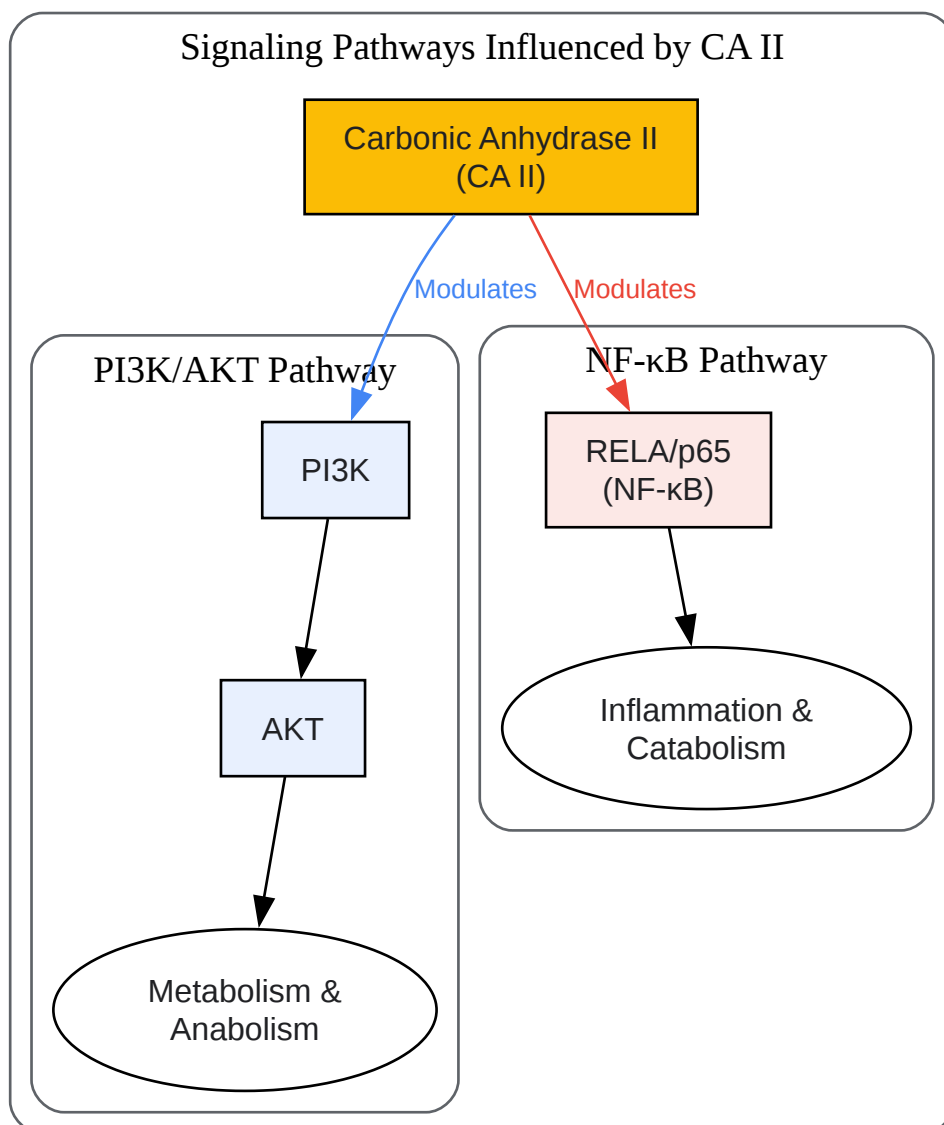 Signaling Pathways Influenced by CA II
Carbonic Anhydrase II
(CA II)
Modulates
Modulates
PI3K/AKT Pathway
PI3K
AKT
Metabolism &
Anabolism
NF-κB Pathway
RELA/p65
(NF-κB)
Inflammation &
Catabolism